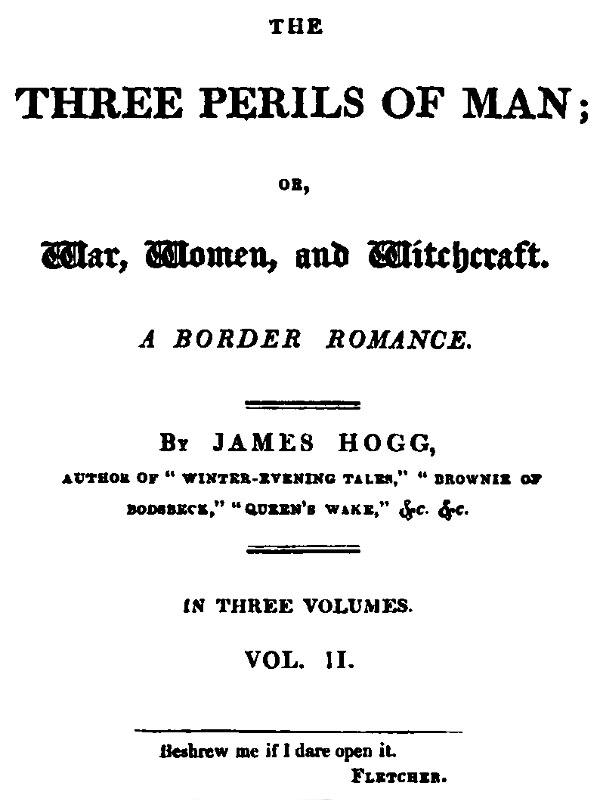 THE
THREE PERILS OF MAN;
OR,
War, Women, and Witchcraft.
A BORDER ROMANCE.
By JAMES HOGG,
AUTHOR OF “ WINTER-EVENING TALES,” “ BROWNIE OF
BODSBECK,” “QUEEN'S WAKE,” &c. &c.
IN THREE VOLUMES.
VOL. II.
Beshrew me if I dare open it.
FLETCHER.